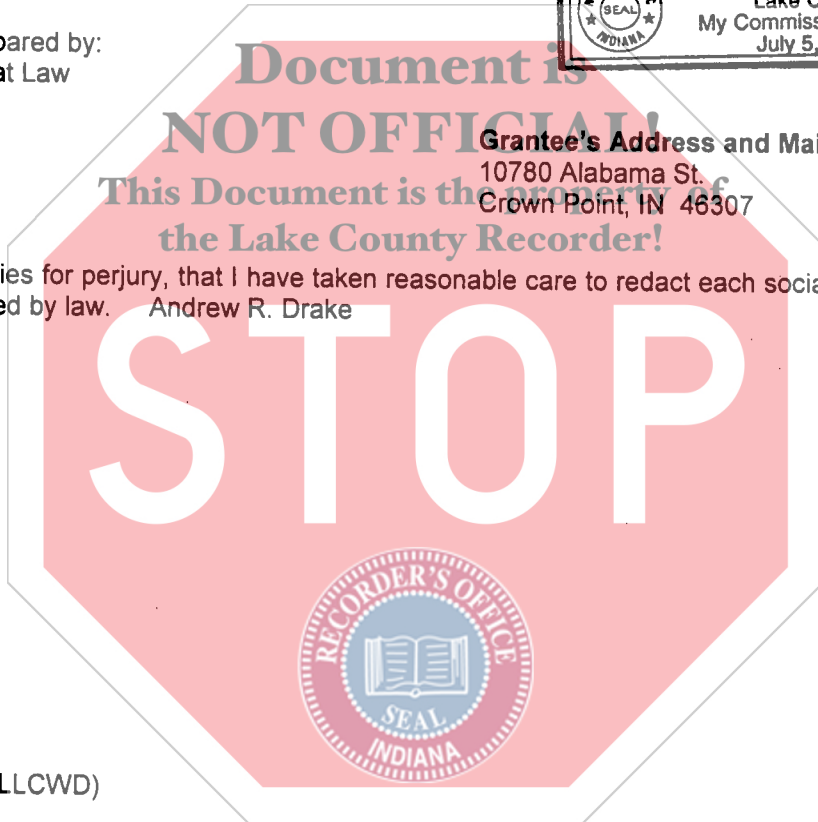 SEAL
INDIANA
Lake C
My Commiss
July 5,
pared by:
at Law
Document is
NOT OFFICIAL!
This Document is the property of
the Lake County Recorder!
Grantee's Address and Mai
10780 Alabama St.
Crown Point, IN 46307
ies for perjury, that I have taken reasonable care to redact each socia
ed by law. Andrew R. Drake
STOP
RECORDER'S OFFICE
SEAL
INDIANA
LLCWD)